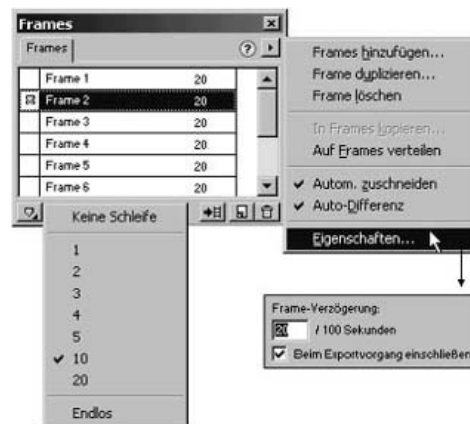 Frames
Frames
?
Frame 1 20
Frame 2 20
Frame 3 20
Frame 4 20
Frame 5 20
Frame 6 20
Keine Schleife
1
2
3
4
5
10
20
Endlos
Frames hinzufügen...
Frame duplizieren...
Frame löschen
In Frames kopieren...
Auf Frames verteilen
Autom. zuschneiden
Auto-Differenz
Eigenschaften...
Frame-Verzögerung:
20 / 100 Sekunden
Beim Exportvorgang einschließen